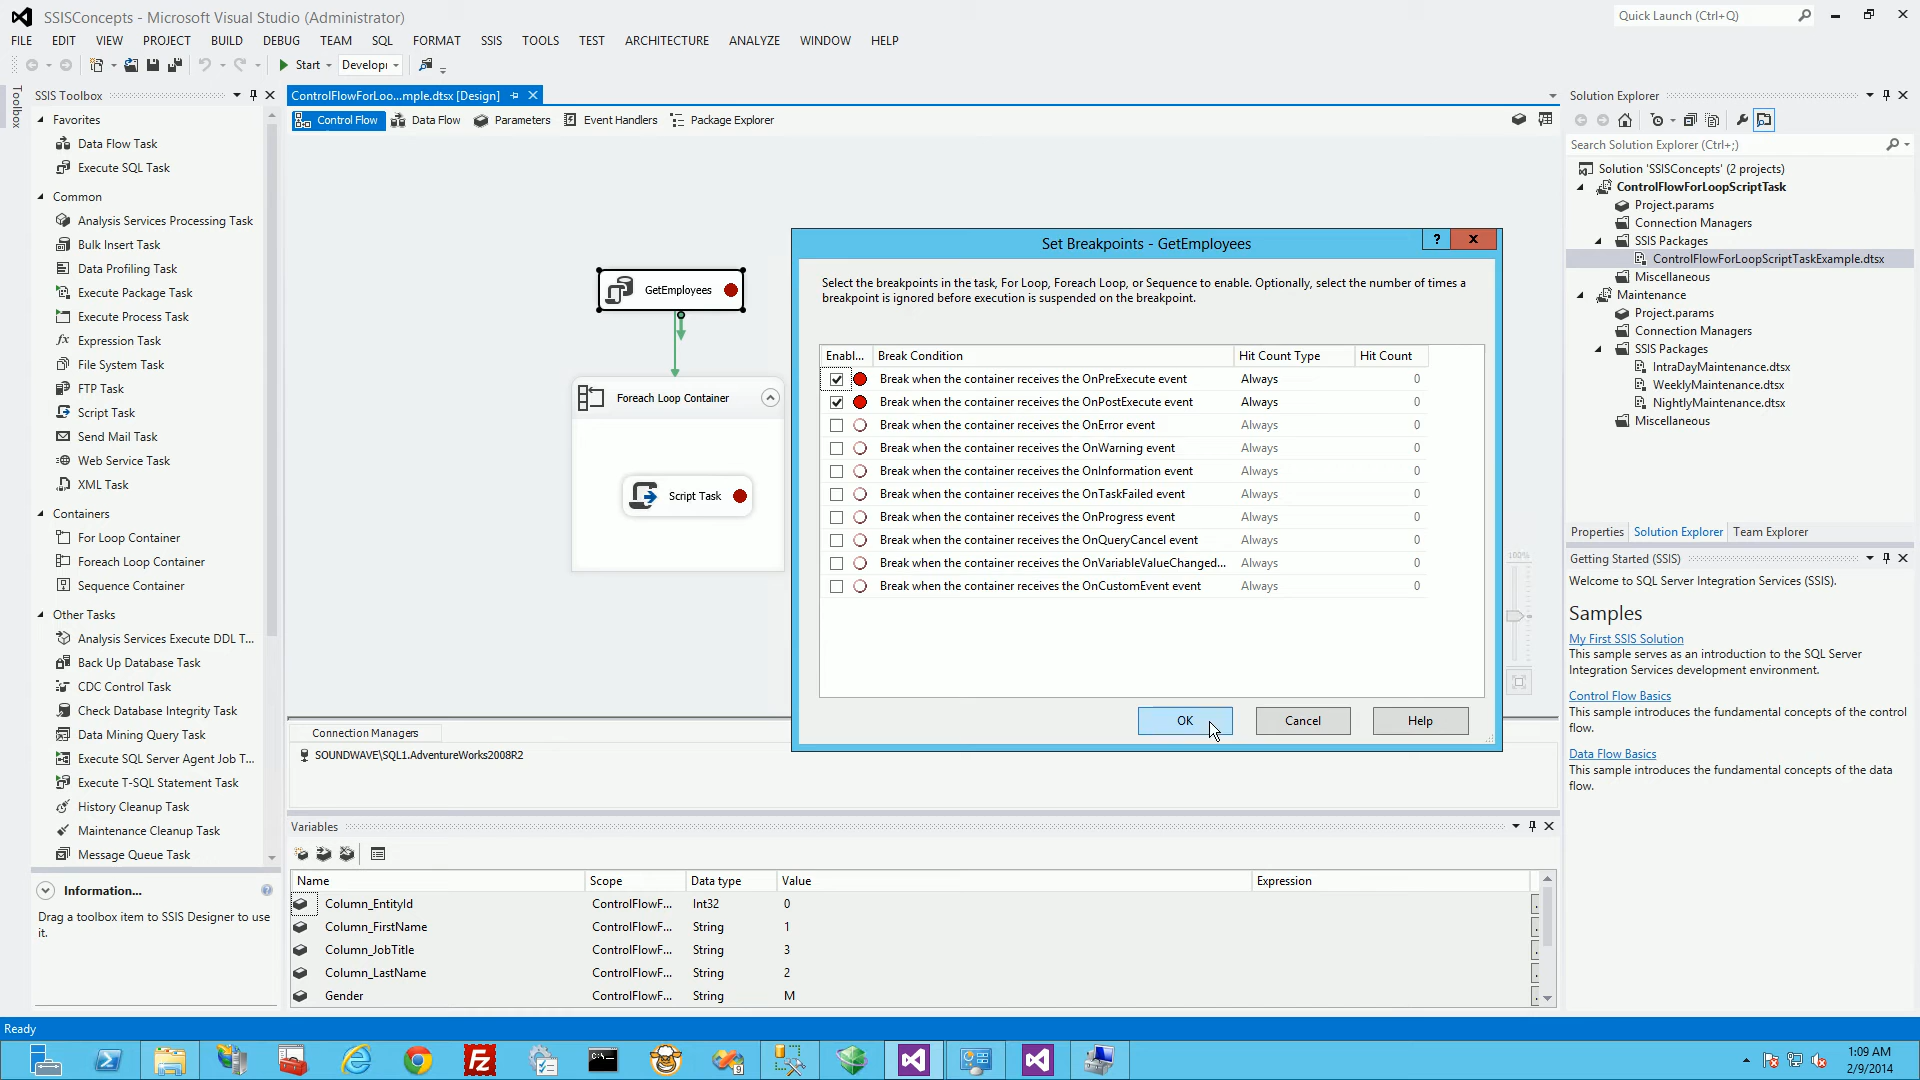 SSISConcepts - Microsoft Visual Studio (Administrator)
Quick Launch (Ctrl+Q)
FILE EDIT VIEW PROJECT BUILD DEBUG TEAM SQL FORMAT SSIS TOOLS TEST ARCHITECTURE ANALYZE WINDOW HELP
Start
Develop
Toolbox
SSIS Toolbox
Favorites
Data Flow Task
Execute SQL Task
Common
Analysis Services Processing Task
Bulk Insert Task
Data Profiling Task
Execute Package Task
Execute Process Task
fx Expression Task
File System Task
FTP Task
Script Task
Send Mail Task
Web Service Task
XML Task
Containers
For Loop Container
Foreach Loop Container
Sequence Container
Other Tasks
Analysis Services Execute DDL T...
Back Up Database Task
CDC Control Task
Check Database Integrity Task
Data Mining Query Task
Execute SQL Server Agent Job T...
Execute T-SQL Statement Task
History Cleanup Task
Maintenance Cleanup Task
Message Queue Task
Information...
Drag a toolbox item to SSIS Designer to use
it.
ControlFlowForLoo...mple.dtsx [Design]
Control Flow
Data Flow
Parameters
Event Handlers
Package Explorer
GetEmployees
Foreach Loop Container
Script Task
Set Breakpoints - GetEmployees
?
Select the breakpoints in the task, For Loop, Foreach Loop, or Sequence to enable. Optionally, select the number of times a
breakpoint is ignored before execution is suspended on the breakpoint.
Enabl... Break Condition Hit Count Type Hit Count
Break when the container receives the OnPreExecute event Always 0
Break when the container receives the OnPostExecute event Always 0
Break when the container receives the OnError event Always 0
Break when the container receives the OnWarning event Always 0
Break when the container receives the OnInformation event Always 0
Break when the container receives the OnTaskFailed event Always 0
Break when the container receives the OnProgress event Always 0
Break when the container receives the OnQueryCancel event Always 0
Break when the container receives the OnVariableValueChanged... Always 0
Break when the container receives the OnCustomEvent event Always 0
OK
Cancel
Help
100%
Connection Managers
SOUNDWAVE\SQL1.AdventureWorks2008R2
Variables
Name Scope Data type Value Expression
Column_EntityId ControlFlowF... Int32 0
Column_FirstName ControlFlowF... String 1
Column_JobTitle ControlFlowF... String 3
Column_LastName ControlFlowF... String 2
Gender ControlFlowF... String M
Solution Explorer
Search Solution Explorer (Ctrl+;)
Solution 'SSISConcepts' (2 projects)
ControlFlowForLoopScriptTask
Project.params
Connection Managers
SSIS Packages
ControlFlowForLoopScriptTaskExample.dtsx
Miscellaneous
Maintenance
Project.params
Connection Managers
SSIS Packages
IntraDayMaintenance.dtsx
WeeklyMaintenance.dtsx
NightlyMaintenance.dtsx
Miscellaneous
Properties Solution Explorer Team Explorer
Getting Started (SSIS)
Welcome to SQL Server Integration Services (SSIS).
Samples
My First SSIS Solution
This sample serves as an introduction to the SQL Server
Integration Services development environment.
Control Flow Basics
This sample introduces the fundamental concepts of the control
flow.
Data Flow Basics
This sample introduces the fundamental concepts of the data
flow.
Ready
1:09 AM
2/9/2014